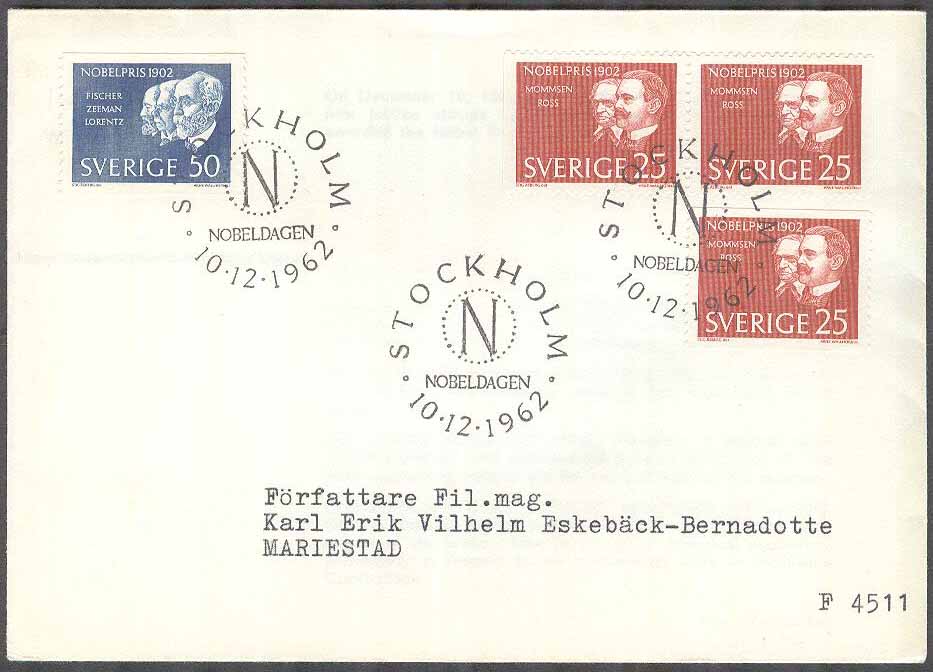 NOBELPRIS 1902
FISCHER
ZEEMAN
LORENTZ
SVERIGE 50
NOBELPRIS 1902
MOMMSEN
ROSS
SVERIGE 25
NOBELPRIS 1902
MOMMSEN
ROSS
SVERIGE 25
NOBELPRIS 1902
MOMMSEN
ROSS
SVERIGE 25
STOCKHOLM
N
NOBELDAGEN
10·12·1962
STOCKHOLM
N
NOBELDAGEN
10·12·1962
STOCKHOLM
N
NOBELDAGEN
10·12·1962
Författare Fil.mag.
Karl Erik Vilhelm Eskebäck-Bernadotte
MARIESTAD
F 4511